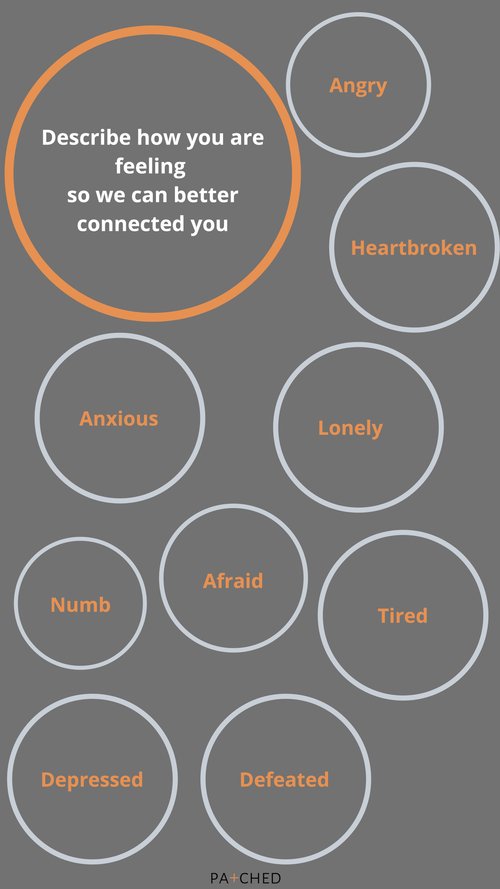 Describe how you are
feeling
so we can better
connected you
Angry
Heartbroken
Anxious
Lonely
Afraid
Numb
Tired
Depressed
Defeated
PA+CHED